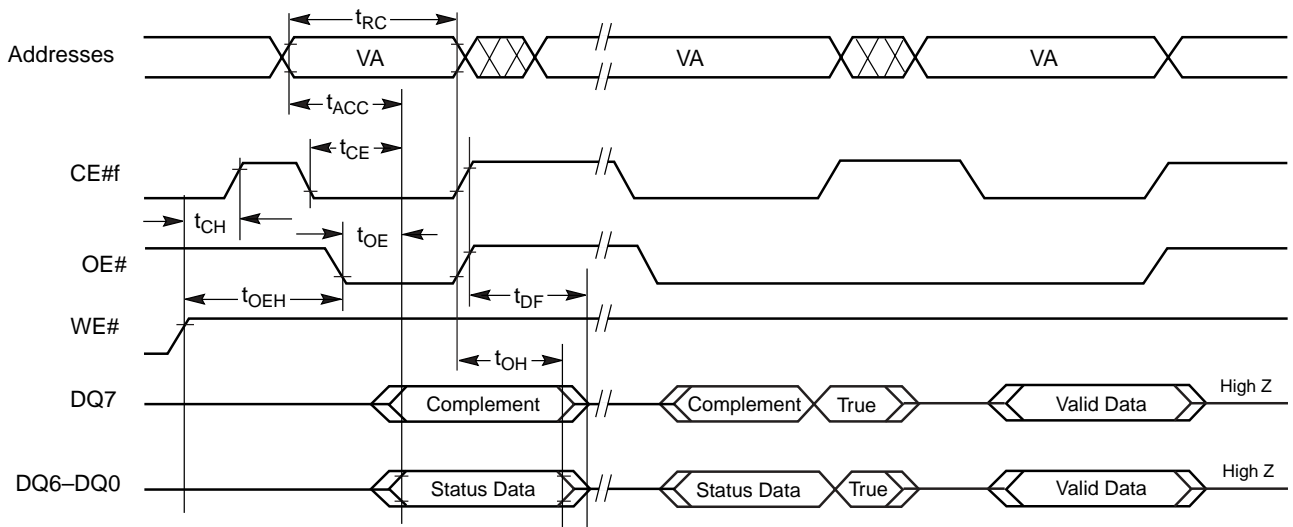 tRC
Addresses VA VA VA
tACC
tCE
CE#f
tCH
tOE
OE#
tOEH tDF
WE#
tOH
DQ7 Complement Complement True Valid Data High Z
DQ6–DQ0 Status Data Status Data True Valid Data High Z